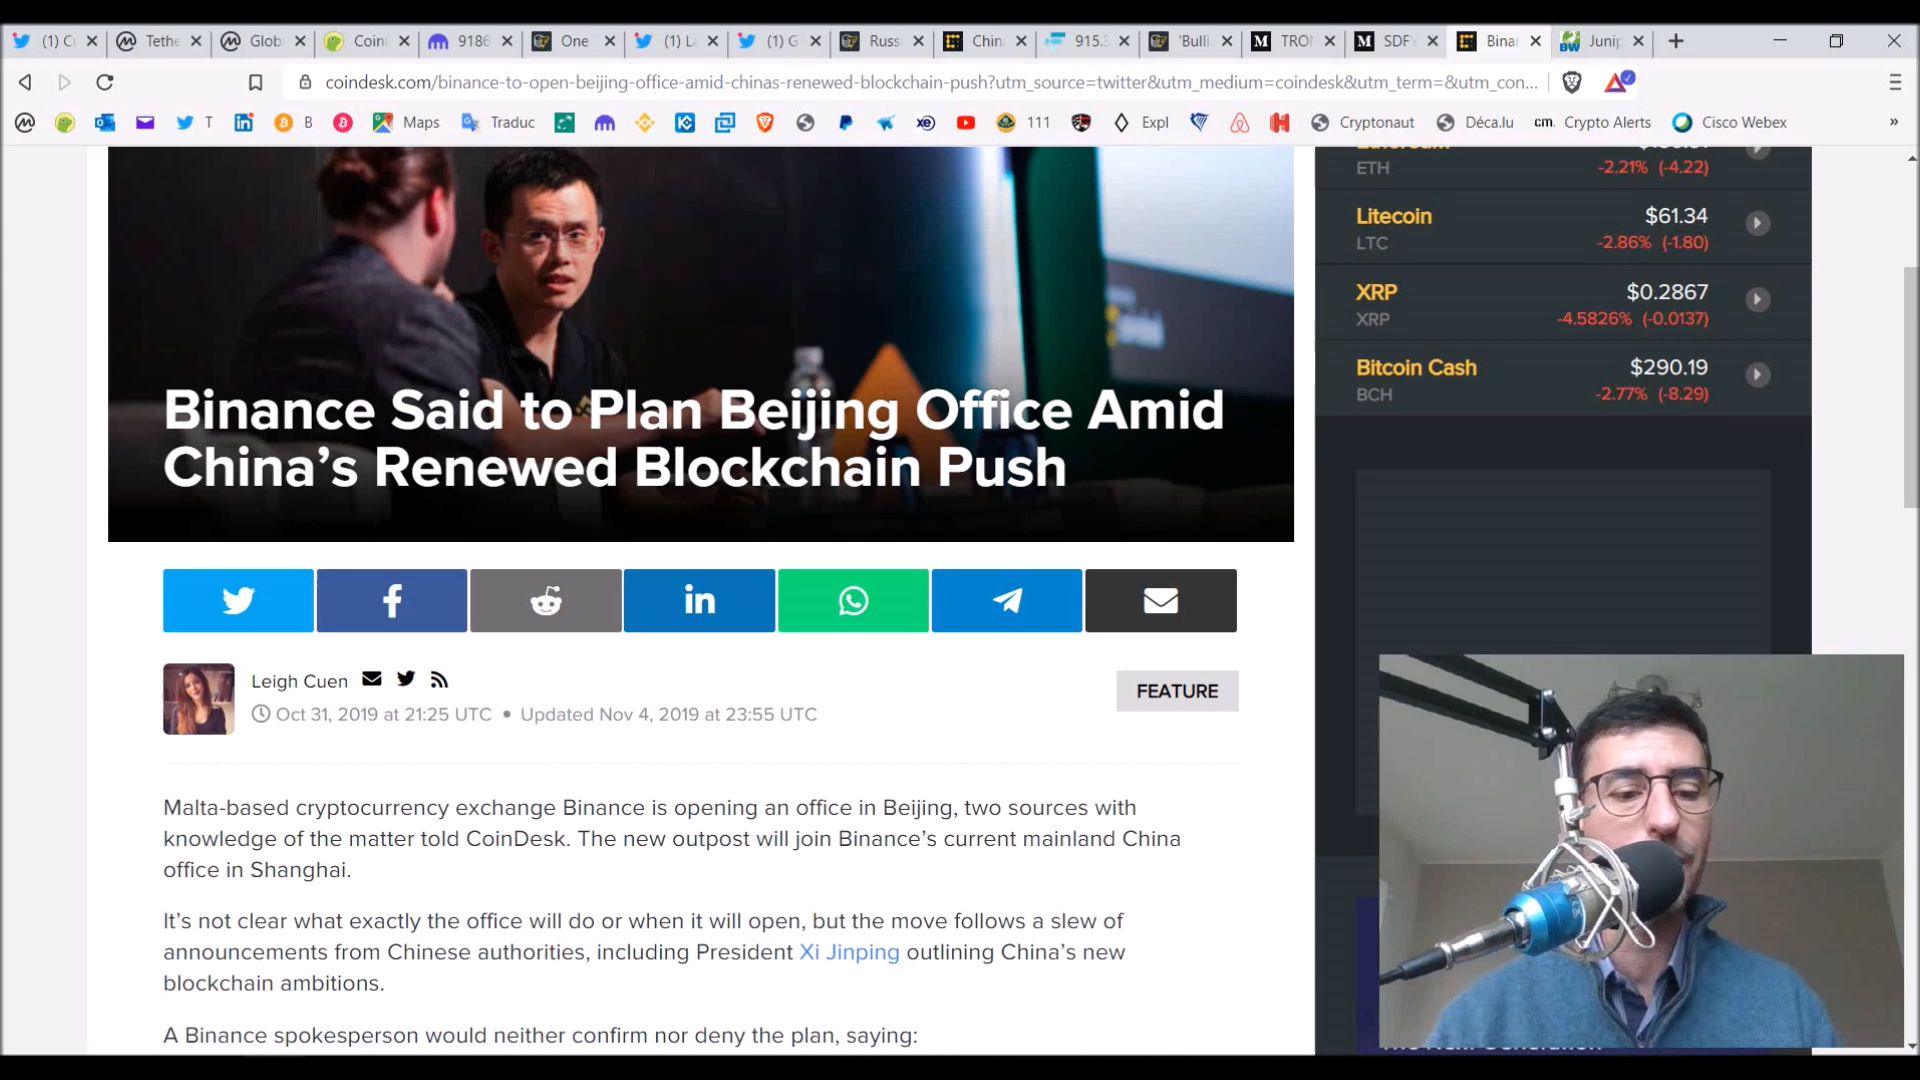 (1) C
Tethe
Glob
Coin
9186
One
(1) L
(1) G
Russ
Chin
915.
'Bulli
TRO
SDF'
Binar
Junip
coindesk.com/binance-to-open-beijing-office-amid-chinas-renewed-blockchain-push?utm_source=twitter&utm_medium=coindesk&utm_term=&utm_con...
T
B
Maps
Traduc
111
Expl
Cryptonaut
Déca.lu
cm. Crypto Alerts
Cisco Webex
»
ETH
-2.21% (-4.22)
Litecoin
$61.34
LTC
-2.86% (-1.80)
XRP
$0.2867
XRP
-4.5826% (-0.0137)
Bitcoin Cash
$290.19
BCH
-2.77% (-8.29)
Binance Said to Plan Beijing Office Amid
China’s Renewed Blockchain Push
Leigh Cuen
FEATURE
Oct 31, 2019 at 21:25 UTC • Updated Nov 4, 2019 at 23:55 UTC
Malta-based cryptocurrency exchange Binance is opening an office in Beijing, two sources with
knowledge of the matter told CoinDesk. The new outpost will join Binance’s current mainland China
office in Shanghai.
It’s not clear what exactly the office will do or when it will open, but the move follows a slew of
announcements from Chinese authorities, including President Xi Jinping outlining China’s new
blockchain ambitions.
A Binance spokesperson would neither confirm nor deny the plan, saying: